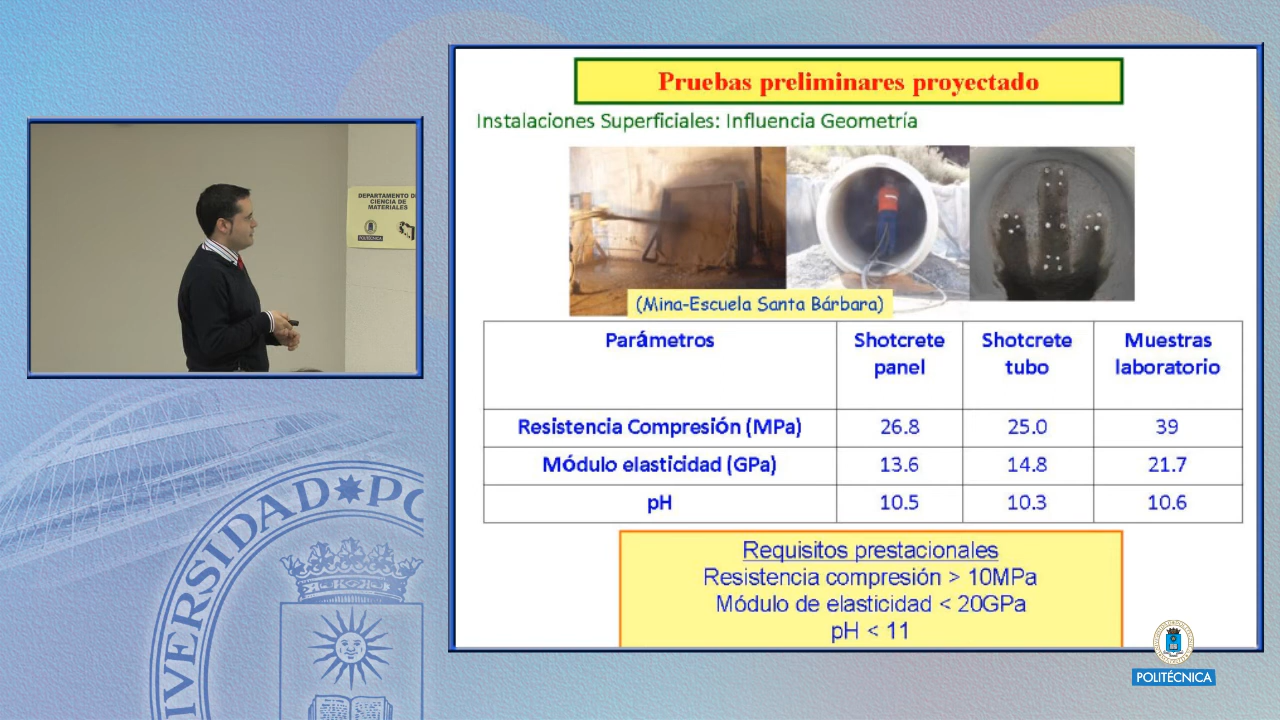 Pruebas preliminares proyectado
Instalaciones Superficiales: Influencia Geometría
(Mina-Escuela Santa Bárbara)
Parámetros
Shotcrete panel
Shotcrete tubo
Muestras laboratorio
Resistencia Compresión (MPa) 26.8 25.0 39
Módulo elasticidad (GPa) 13.6 14.8 21.7
pH 10.5 10.3 10.6
Requisitos prestacionales
Resistencia compresión > 10MPa
Módulo de elasticidad < 20GPa
pH < 11
DEPARTAMENTO DE
CIENCIA DE
MATERIALES
POLITÉCNICA
IVERSIDAD PO
POLITÉCNICA